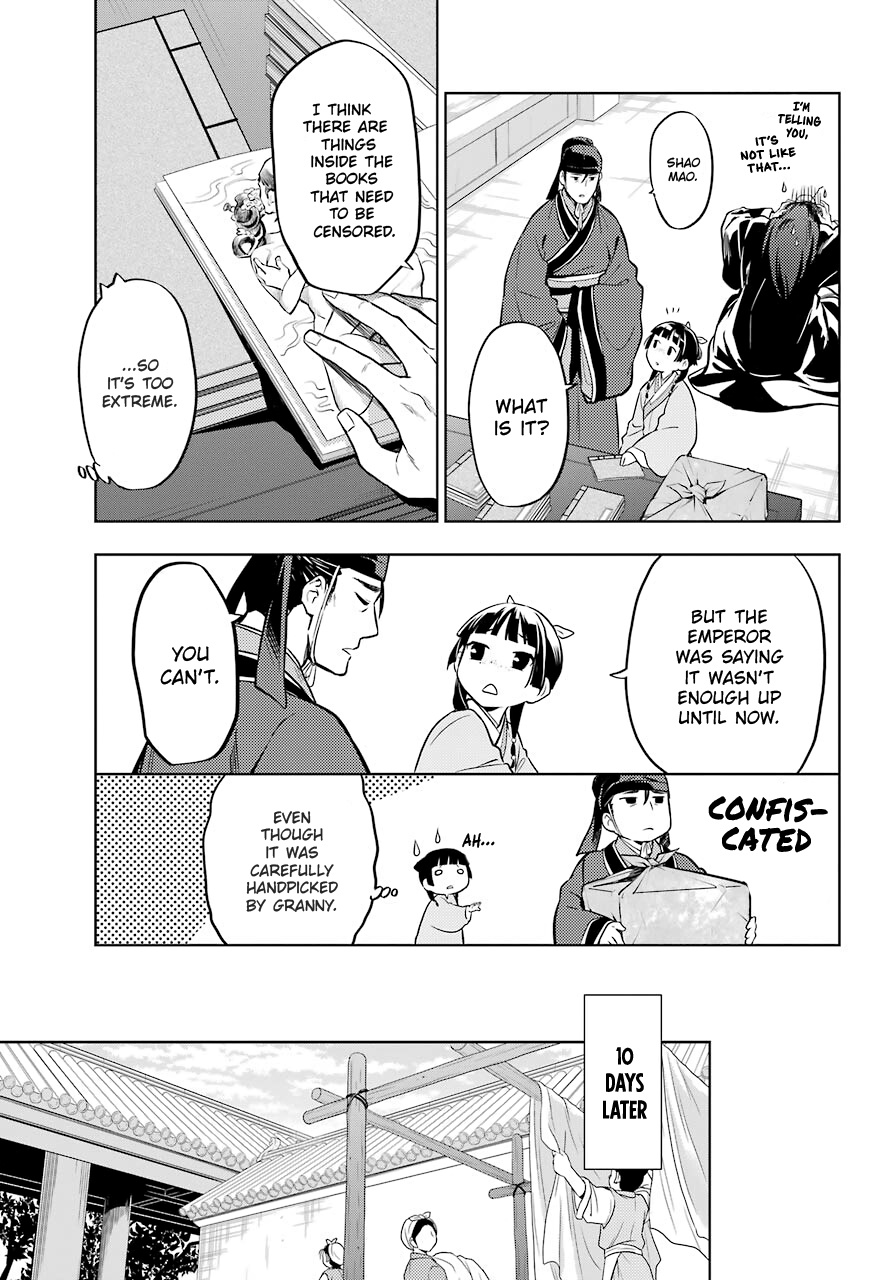 I'M
TELLING
YOU,
IT'S
NOT LIKE
THAT...
SHAO
MAO.
WHAT
IS IT?
I THINK
THERE ARE
THINGS
INSIDE THE
BOOKS
THAT NEED
TO BE
CENSORED.
...SO
IT'S TOO
EXTREME.
BUT THE
EMPEROR
WAS SAYING
IT WASN'T
ENOUGH UP
UNTIL NOW.
YOU
CAN'T.
CONFIS-
CATED
AH...
EVEN
THOUGH
IT WAS
CAREFULLY
HANDPICKED
BY GRANNY.
10
DAYS
LATER